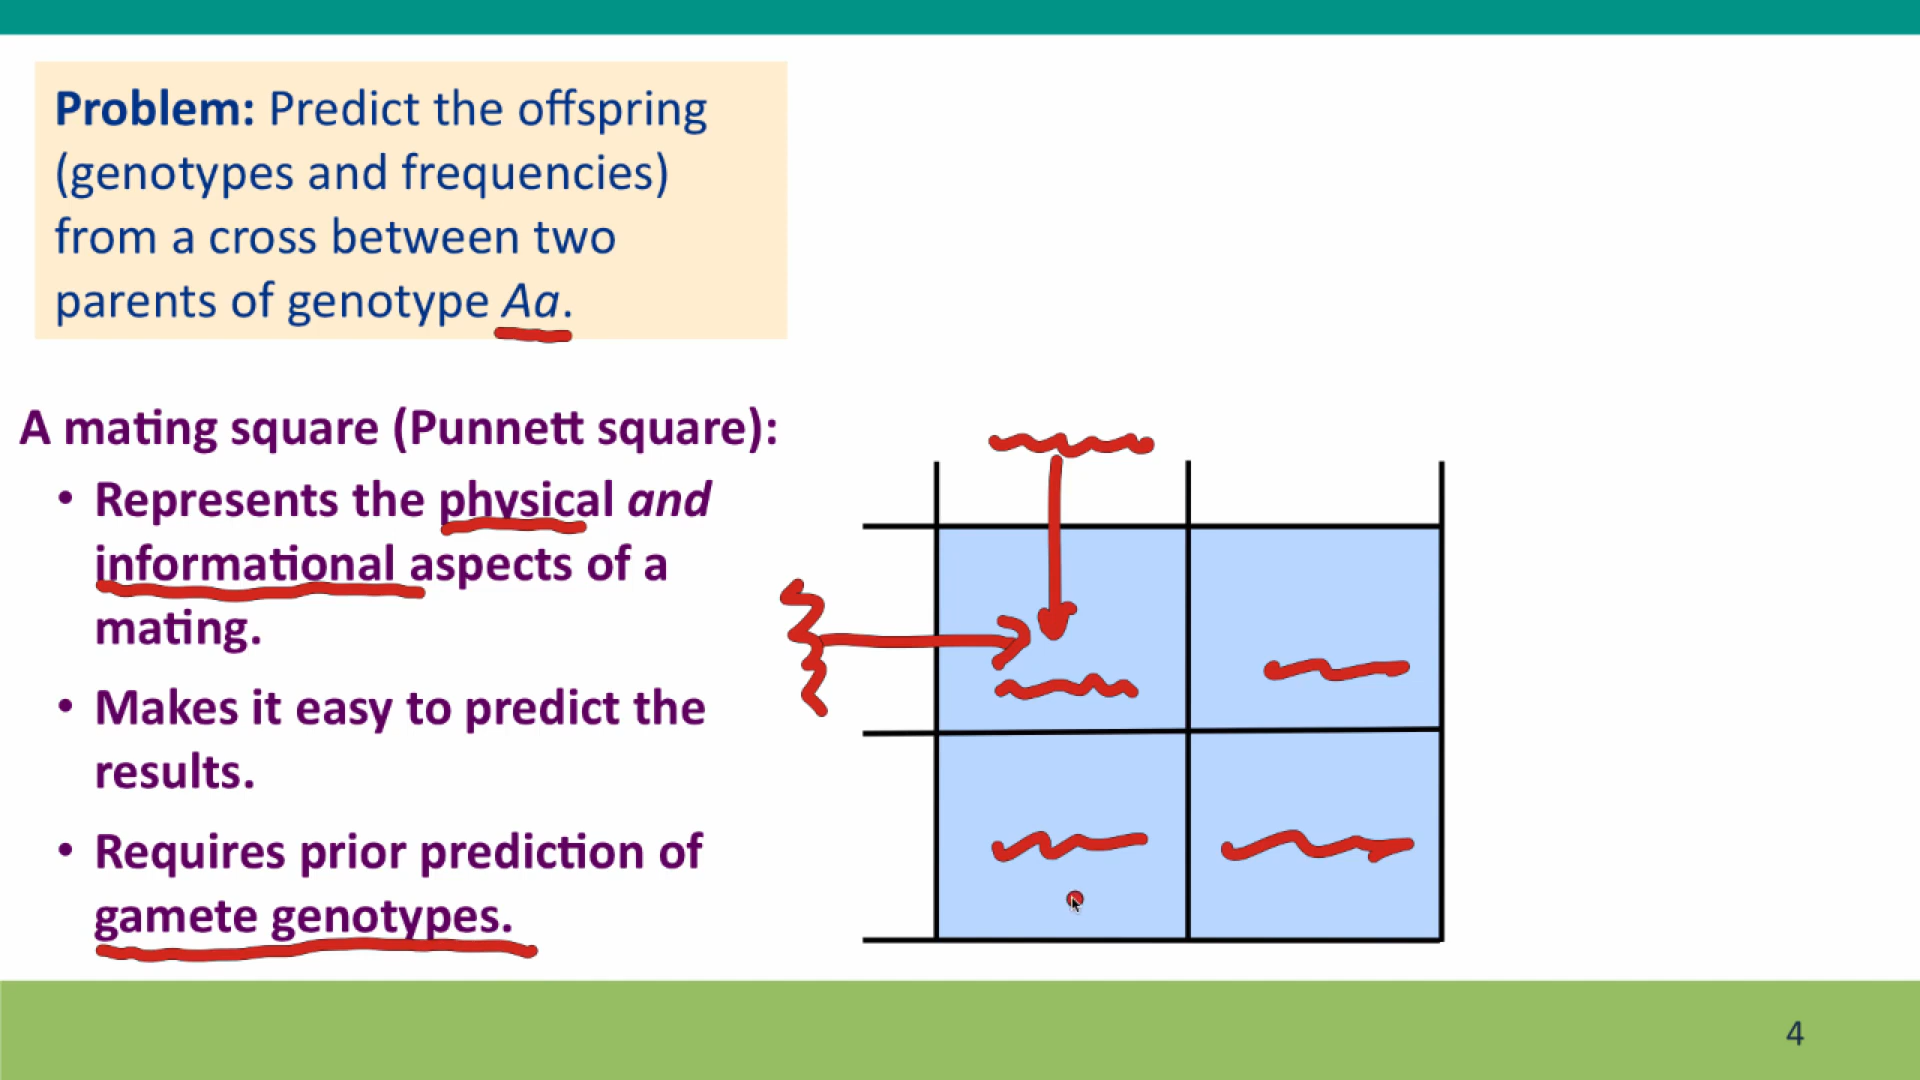 Problem: Predict the offspring
(genotypes and frequencies)
from a cross between two
parents of genotype Aa.
A mating square (Punnett square):
• Represents the physical and
informational aspects of a
mating.
• Makes it easy to predict the
results.
• Requires prior prediction of
gamete genotypes.
4